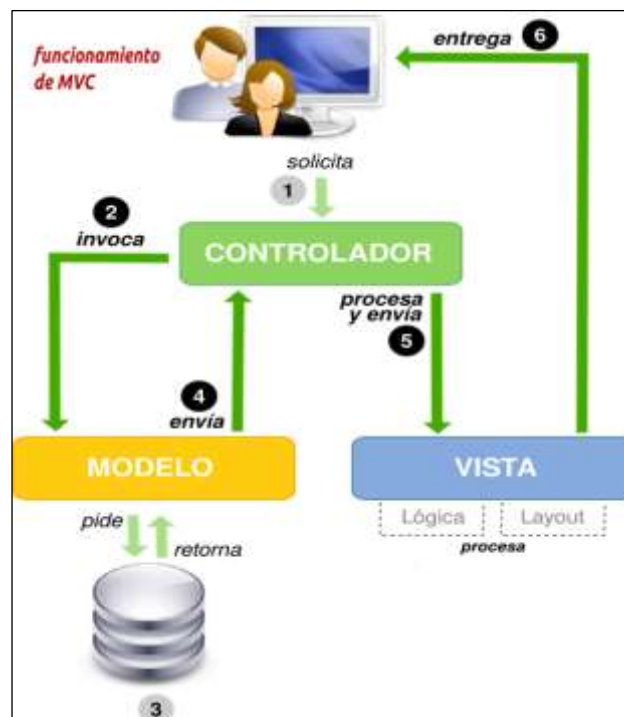 funcionamiento
de MVC
entrega 6
solicita
1
2
invoca
CONTROLADOR
procesa
y envía
5
4
envía
MODELO
VISTA
Lógica
Layout
procesa
pide
retorna
3